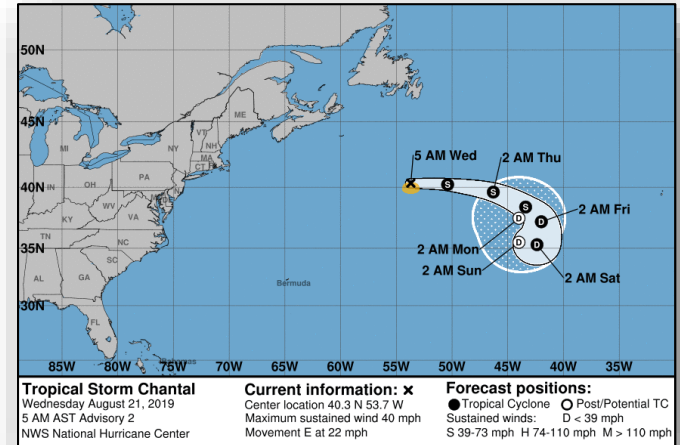 50N
45N
40N
35N
30N
ME
VT
NH
MA
CT
NY
MI
PA
IN
OH
WV
VA
KY
TN
NC
SC
AL
GA
FL
Bermuda
Bahamas
5 AM Wed
2 AM Thu
2 AM Fri
2 AM Mon
2 AM Sun
2 AM Sat
S
S
S
D
D
D
D
85W 80W 75W 70W 65W 60W 55W 50W 45W 40W 35W
Tropical Storm Chantal
Wednesday August 21, 2019
5 AM AST Advisory 2
NWS National Hurricane Center
Current information: ×
Center location 40.3 N 53.7 W
Maximum sustained wind 40 mph
Movement E at 22 mph
Forecast positions:
Tropical Cyclone Post/Potential TC
Sustained winds: D < 39 mph
S 39-73 mph H 74-110 mph M > 110 mph